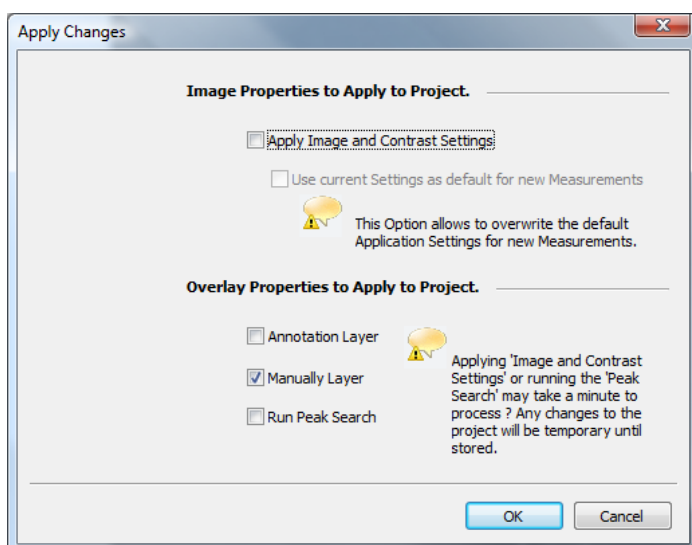 Apply Changes
X
Image Properties to Apply to Project.
Apply Image and Contrast Settings
Use current Settings as default for new Measurements
This Option allows to overwrite the default
Application Settings for new Measurements.
Overlay Properties to Apply to Project.
Annotation Layer
Manually Layer
Run Peak Search
Applying 'Image and Contrast
Settings' or running the 'Peak
Search' may take a minute to
process ? Any changes to the
project will be temporary until
stored.
OK
Cancel